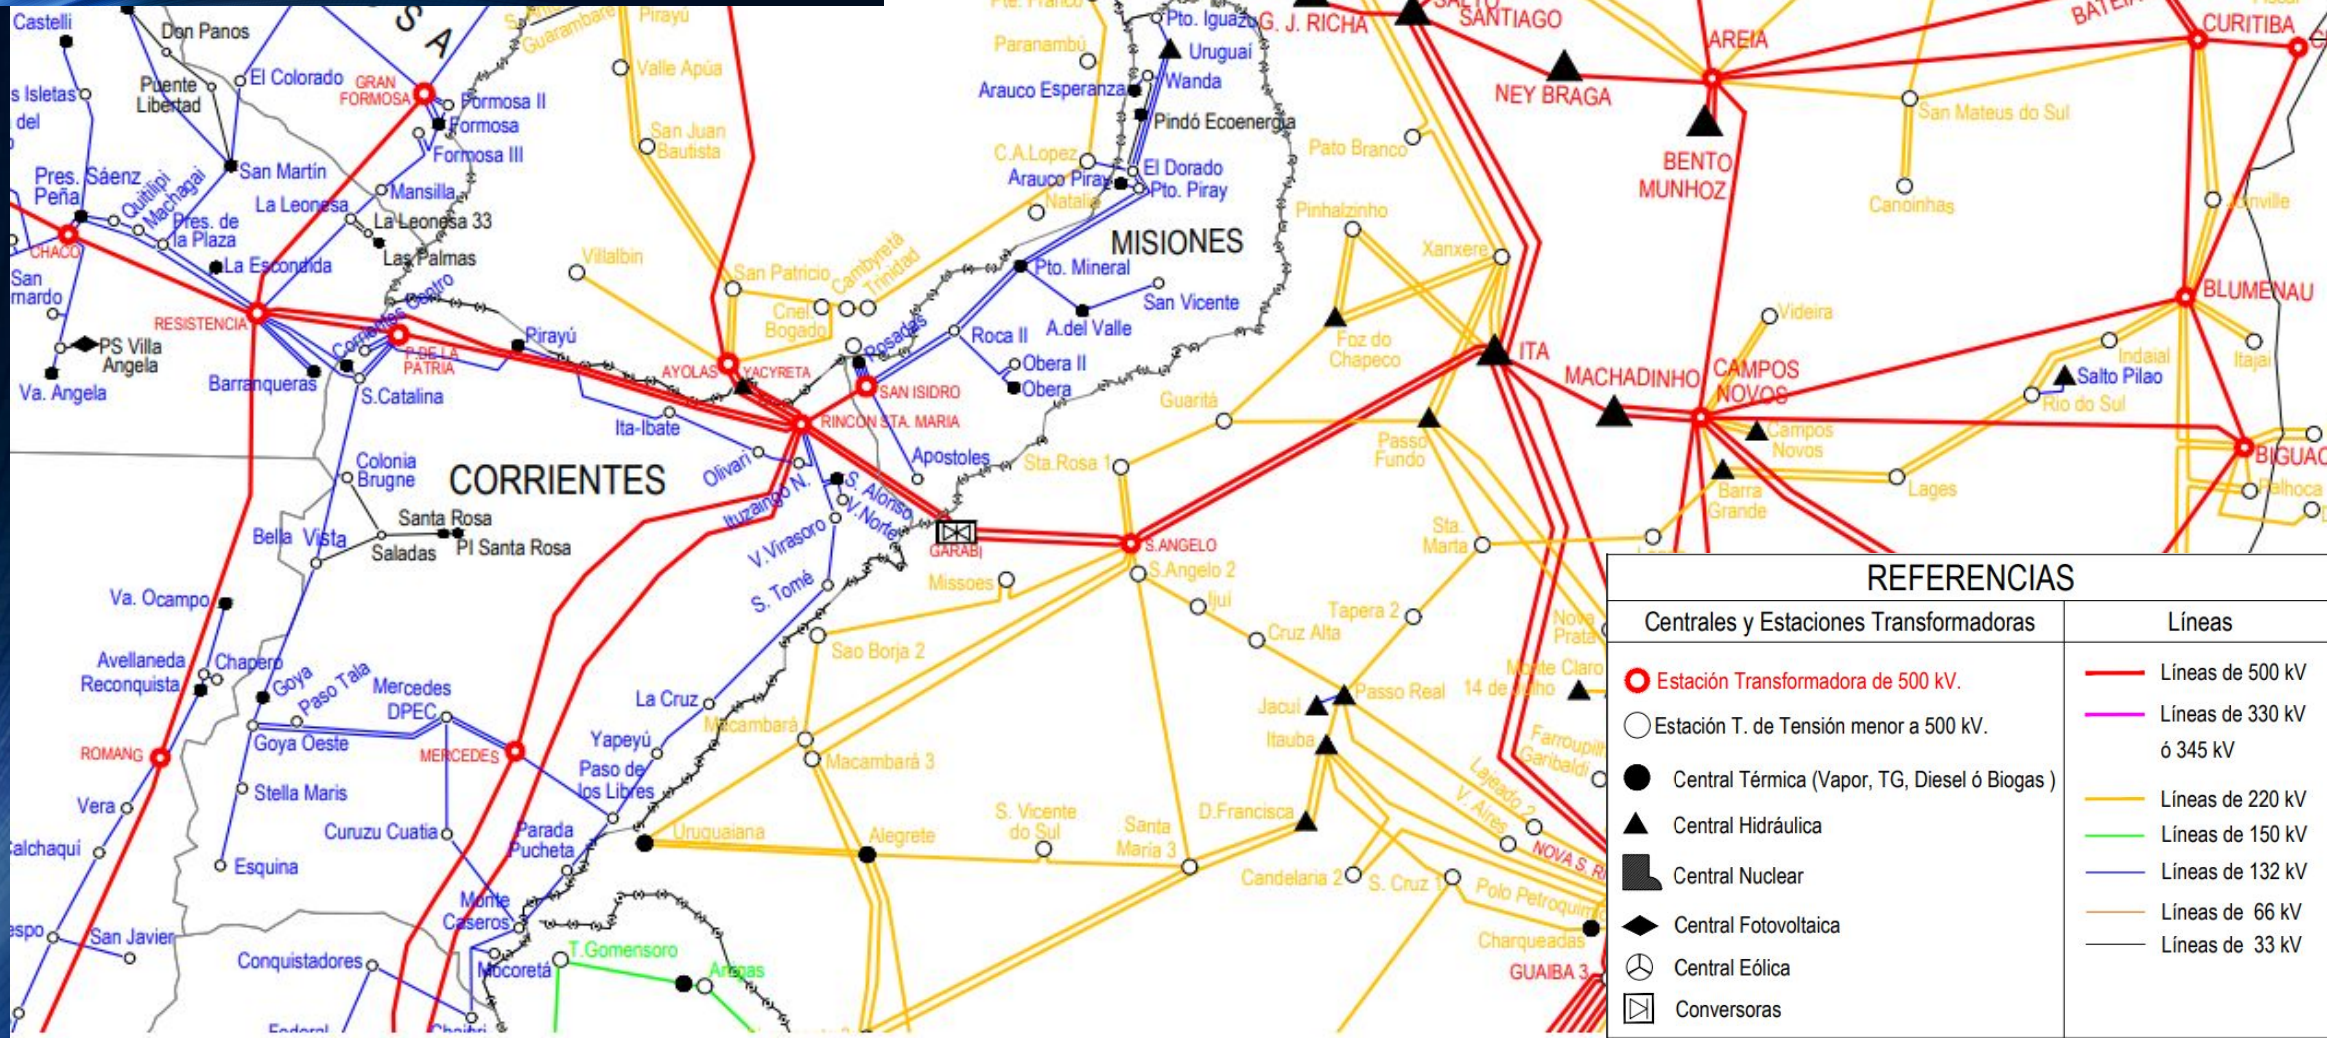 Castelli
Don Panos
S A
Pirayú
Guarambaré
Valle Apúa
El Colorado
Puente
Libertad
GRAN
FORMOSA
Formosa II
Formosa
Formosa III
s Isletas
del
San Juan
Bautista
Pres. Sáenz
Peña
Quitilipi
Machagai
San Martín
Mansilla
La Leonesa
La Leonesa 33
Pres. de
la Plaza
Las Palmas
CHACO
La Escondida
San
Villalbin
San Patricio
Cambyretá
Trinidad
Cnel.
Bogado
RESISTENCIA
Corrientes Centro
P.DE LA
PATRIA
Pirayú
PS Villa
Angela
Va. Angela
Barranqueras
S.Catalina
AYOLAS
YACYRETA
Posadas
SAN ISIDRO
Ita-Ibate
RINCON STA. MARIA
Paranambú
Pto. Iguazu
Uruguaí
Wanda
Arauco Esperanza
Pindó Ecoenergia
C.A.Lopez
El Dorado
Arauco Piray
Pto. Piray
Natalio
MISIONES
Pto. Mineral
San Vicente
A.del Valle
Roca II
Obera II
Obera
Apostoles
G. J. RICHA
SALTO
SANTIAGO
NEY BRAGA
AREIA
BENTO
MUNHOZ
CURITIBA
San Mateus do Sul
Canoinhas
Joinville
Pato Branco
Pinhalzinho
Xanxere
Foz do
Chapeco
ITA
Videira
BLUMENAU
Indaial
Itajai
Salto Pilao
Rio do Sul
MACHADINHO
CAMPOS
NOVOS
Campos
Novos
Barra
Grande
Lages
BIGUAC
Palhoca
Guaritá
Passo
Fundo
Sta.Rosa 1
Sta.
Marta
CORRIENTES
Colonia
Brugne
Santa Rosa
PI Santa Rosa
Saladas
Bella Vista
Olivari
Ituzaingo N.
S. Alonso
V.Norte
V.Virasoro
S. Tomé
GARABI
S.ANGELO
S.Angelo 2
Missoes
Ijuí
Cruz Alta
Tapera 2
Nova
Prata
Sao Borja 2
Va. Ocampo
Avellaneda
Reconquista
Chapero
Goya
Paso Tala
Mercedes
DPEC
Goya Oeste
ROMANG
MERCEDES
La Cruz
Yapeyú
Paso de
los Libres
Macambará
Macambará 3
Passo Real
Jacuí
Itauba
Monte Claro
14 de Julho
Farroupilh
Garibaldi
Lajeado 2
V. Aires
Vera
Stella Maris
Curuzu Cuatia
Parada
Pucheta
Esquina
alchaquí
Uruguaiana
Alegrete
S. Vicente
do Sul
Santa
María 3
D.Francisca
Candelaria 2
S. Cruz 1
NOVA S. R
Polo Petroquimic
Charqueadas
GUAIBA 3
espo
San Javier
Monte
Caseros
Conquistadores
Mocoretá
T.Gomensoro
Artigas
Federal
Chajari
REFERENCIAS
Centrales y Estaciones Transformadoras
Líneas
Estación Transformadora de 500 kV.
Estación T. de Tensión menor a 500 kV.
Central Térmica (Vapor, TG, Diesel ó Biogas )
Central Hidráulica
Central Nuclear
Central Fotovoltaica
Central Eólica
Conversoras
Líneas de 500 kV
Líneas de 330 kV
ó 345 kV
Líneas de 220 kV
Líneas de 150 kV
Líneas de 132 kV
Líneas de 66 kV
Líneas de 33 kV